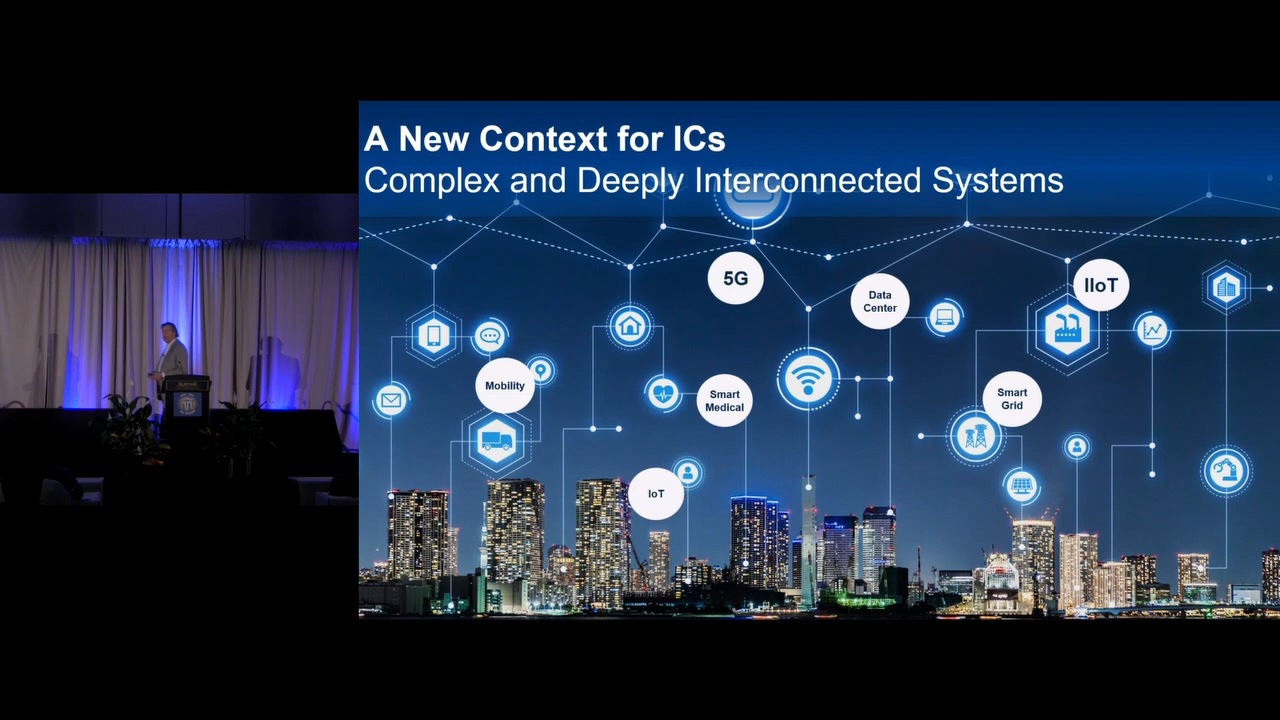 A New Context for ICs
Complex and Deeply Interconnected Systems
5G
Data
Center
IIoT
Mobility
Smart
Medical
Smart
Grid
IoT